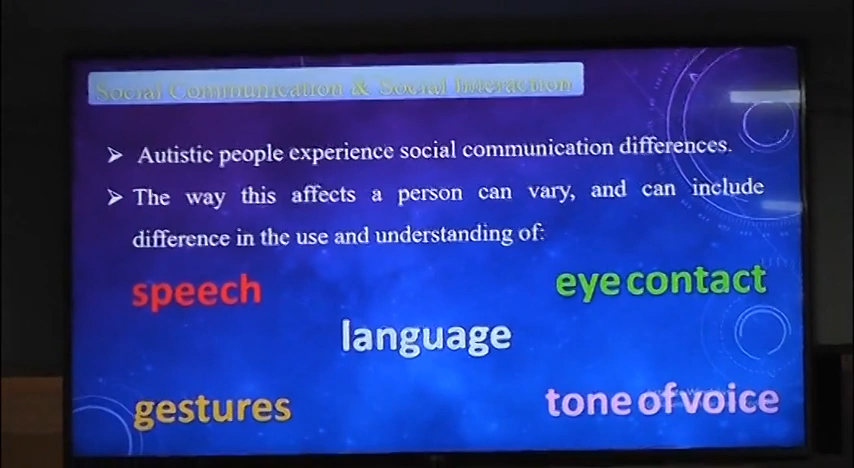 Social Communication & Social Interaction
➤ Autistic people experience social communication differences.
➤ The way this affects a person can vary, and can include
difference in the use and understanding of:
speech
eye contact
language
gestures
tone of voice